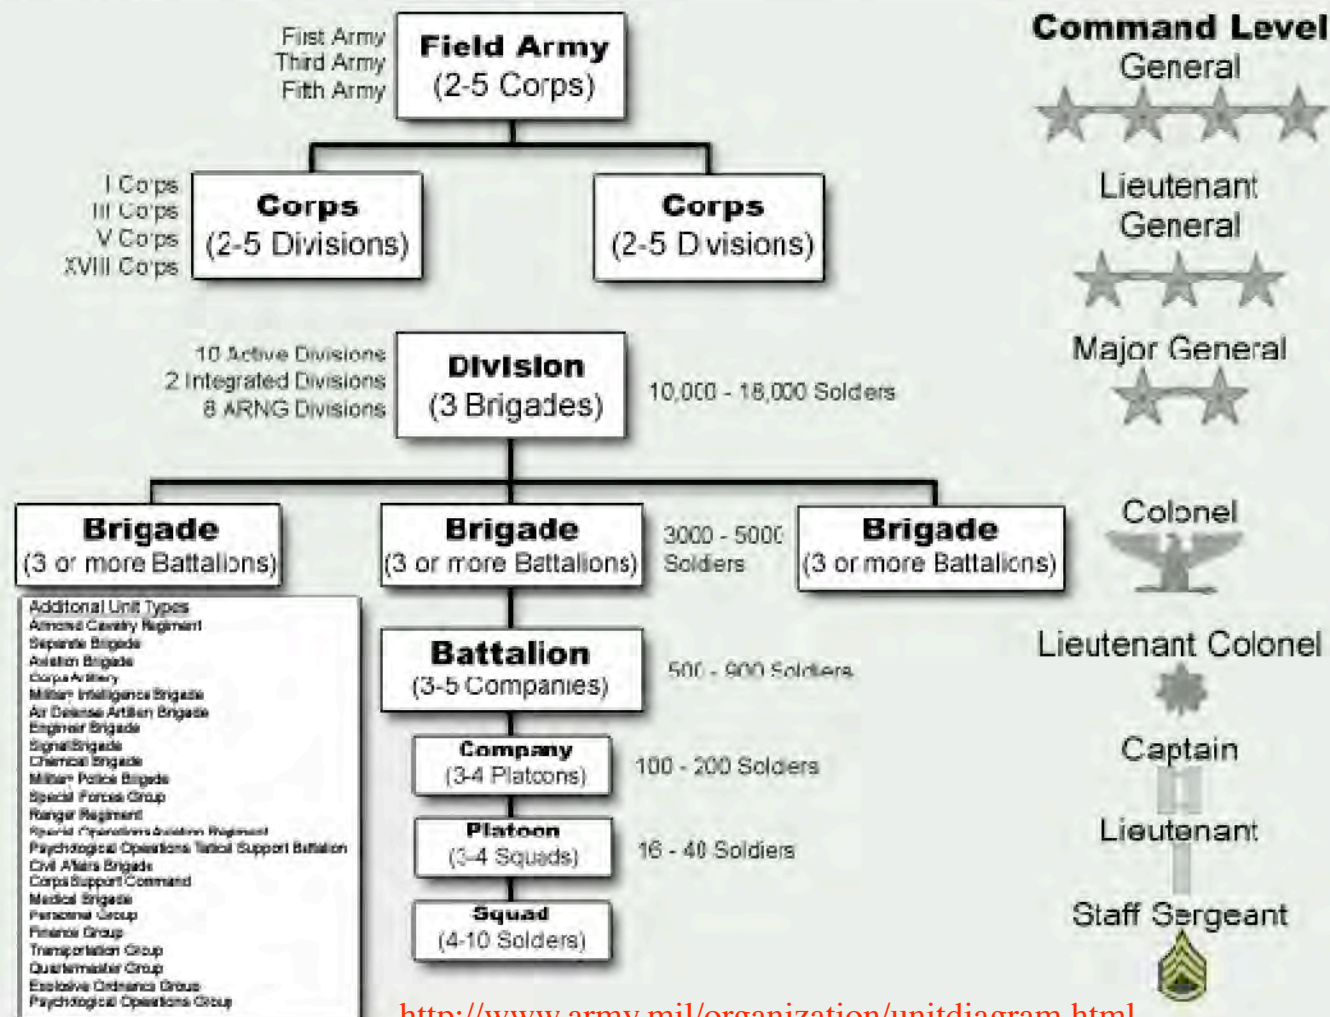 First Army
Third Army
Fifth Army
Field Army
(2-5 Corps)
Command Level
General
I Corps
III Corps
V Corps
XVIII Corps
Corps
(2-5 Divisions)
Corps
(2-5 Divisions)
Lieutenant
General
10 Active Divisions
2 Integrated Divisions
8 ARNG Divisions
Division
(3 Brigades)
10,000 - 18,000 Soldiers
Major General
Brigade
(3 or more Battalions)
Brigade
(3 or more Battalions)
3000 - 5000
Soldiers
Brigade
(3 or more Battalions)
Colonel
Additional Unit Types
Armored Cavalry Regiment
Separate Brigade
Aviation Brigade
Corps Artillery
Military Intelligence Brigade
Air Defense Artillery Brigade
Engineer Brigade
Signal Brigade
Chemical Brigade
Military Police Brigade
Special Forces Group
Ranger Regiment
Special Operations Aviation Regiment
Psychological Operations Tatical Support Battalion
Civil Affairs Brigade
Corps Support Command
Medical Brigade
Personnel Group
Finance Group
Transportation Group
Quartermaster Group
Explosive Ordnance Group
Psychological Operations Group
Battalion
(3-5 Companies)
500 - 900 Soldiers
Lieutenant Colonel
Company
(3-4 Platoons)
100 - 200 Soldiers
Captain
Platoon
(3-4 Squads)
16 - 40 Soldiers
Lieutenant
Squad
(4-10 Solders)
Staff Sergeant
http://www.army.mil/organization/unitdiagram.html